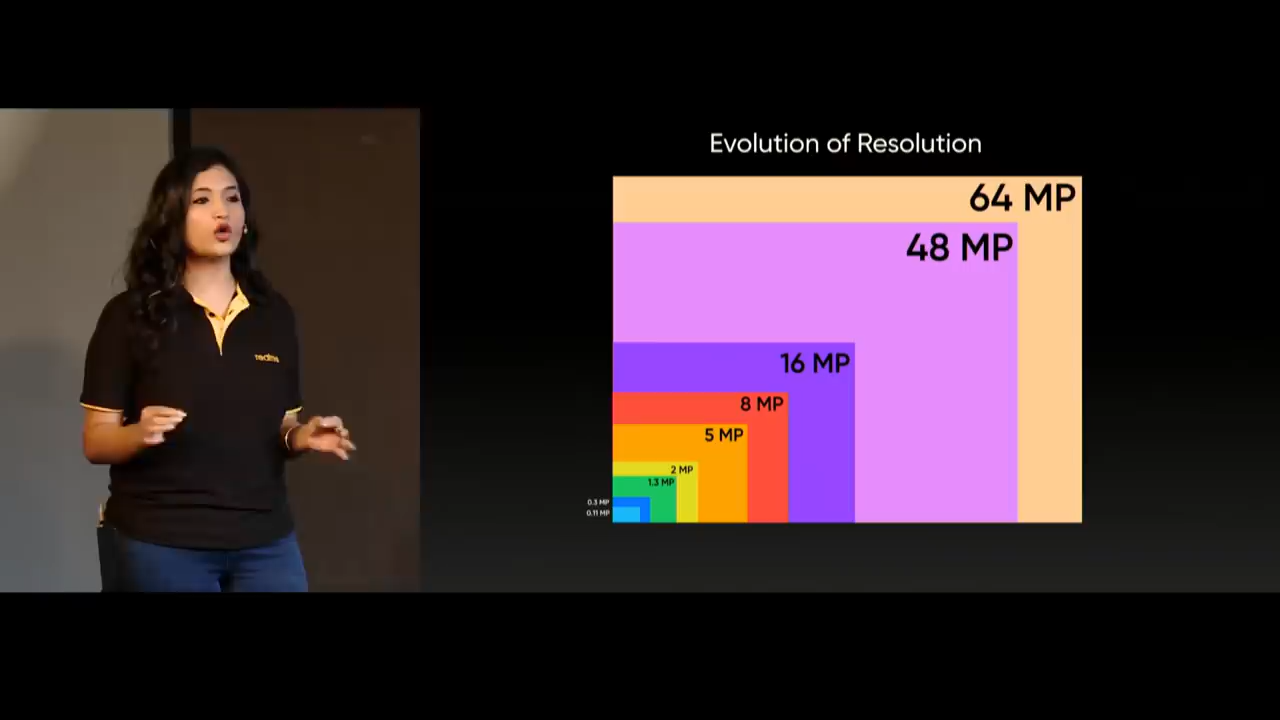 Evolution of Resolution
64 MP
48 MP
16 MP
8 MP
5 MP
2 MP
1.3 MP
0.3 MP
0.11 MP
realme